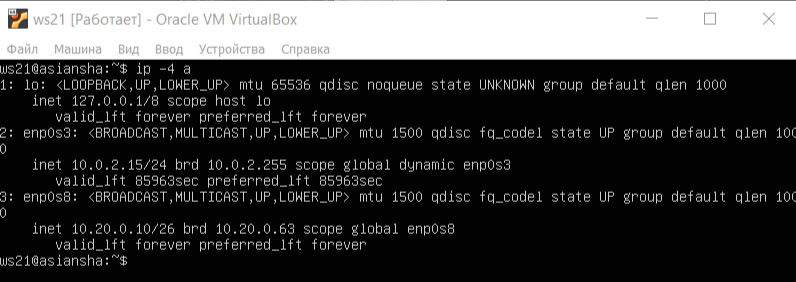 ws21 [Работает] - Oracle VM VirtualBox
Файл Машина Вид Ввод Устройства Справка
ws21@asiansha:~$ ip -4 a
1: lo: <LOOPBACK,UP,LOWER_UP> mtu 65536 qdisc noqueue state UNKNOWN group default qlen 1000
    inet 127.0.0.1/8 scope host lo
       valid_lft forever preferred_lft forever
2: enp0s3: <BROADCAST,MULTICAST,UP,LOWER_UP> mtu 1500 qdisc fq_codel state UP group default qlen 100
0
    inet 10.0.2.15/24 brd 10.0.2.255 scope global dynamic enp0s3
       valid_lft 85963sec preferred_lft 85963sec
3: enp0s8: <BROADCAST,MULTICAST,UP,LOWER_UP> mtu 1500 qdisc fq_codel state UP group default qlen 100
0
    inet 10.20.0.10/26 brd 10.20.0.63 scope global enp0s8
       valid_lft forever preferred_lft forever
ws21@asiansha:~$